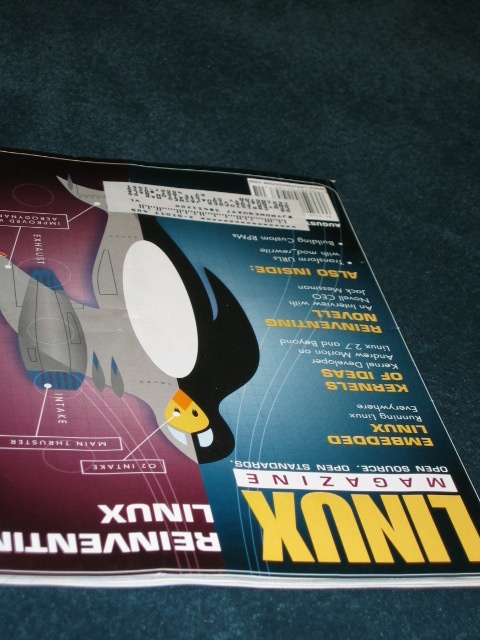 LINUX
MAGAZINE
OPEN SOURCE. OPEN STANDARDS.
REINVENTIN
LINUX
EMBEDDED
LINUX
Running Linux
Everywhere
KERNELS
OF IDEAS
Kernel Developer
Andrew Morton on
Linux 2.7 and Beyond
REINVENTING
NOVELL
An Interview with
Novell CEO
Jack Messman
ALSO INSIDE:
• Transform URLs
with mod_rewrite
• Building Custom RPMs
AUGUST
O2 INTAKE
MAIN THRUSTER
INTAKE
EXHAUST
IMPROVED
AERODYNAM